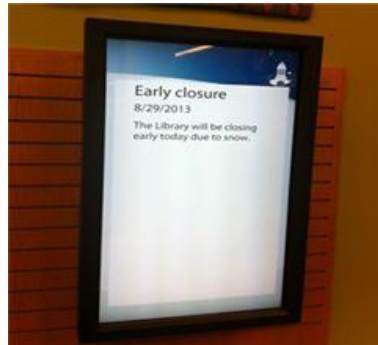 Early closure
8/29/2013
The Library will be closing
early today due to snow.